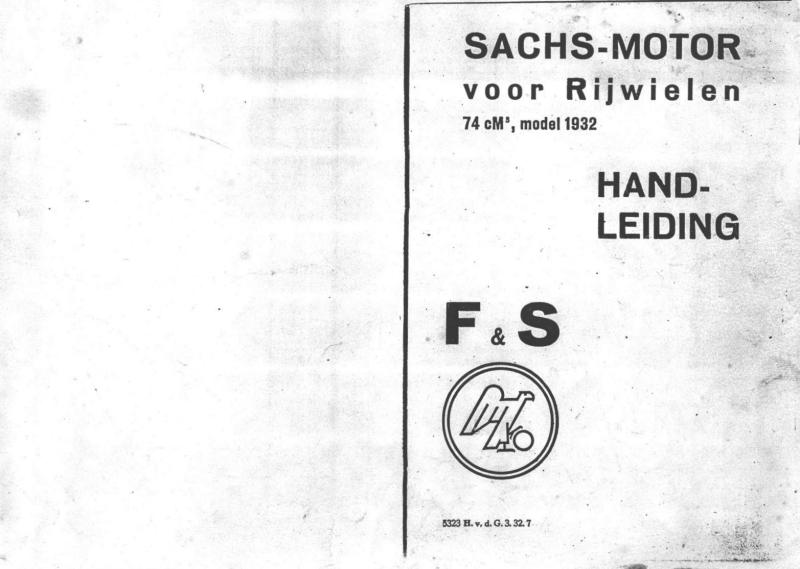 SACHS-MOTOR
voor Rijwielen
74 cM³, model 1932
HAND-
LEIDING
F & S
5323 H. v. d. G. 3. 32. 7